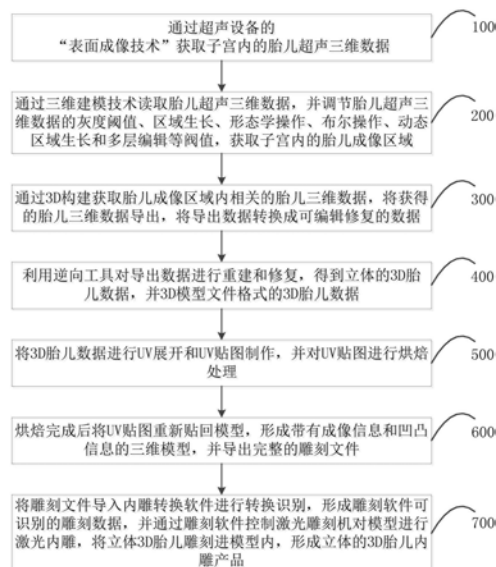 通过超声设备的
“表面成像技术”获取子宫内的胎儿超声三维数据
100
通过三维建模技术读取胎儿超声三维数据，并调节胎儿超声三
维数据的灰度阈值、区域生长、形态学操作、布尔操作、动态
区域生长和多层编辑等阀值，获取子宫内的胎儿成像区域
200
通过3D构建获取胎儿成像区域内相关的胎儿三维数据，将获得
的胎儿三维数据导出，将导出数据转换成可编辑修复的数据
300
利用逆向工具对导出数据进行重建和修复，得到立体的3D胎
儿数据，并3D模型文件格式的3D胎儿数据
400
将3D胎儿数据进行UV展开和UV贴图制作，并对UV贴图进行烘焙
处理
500
烘焙完成后将UV贴图重新贴回模型，形成带有成像信息和凹凸
信息的三维模型，并导出完整的雕刻文件
600
将雕刻文件导入内雕转换软件进行转换识别，形成雕刻软件可
识别的雕刻数据，并通过雕刻软件控制激光雕刻机对模型进行
激光内雕，将立体3D胎儿雕刻进模型内，形成立体的3D胎儿内
雕产品
700